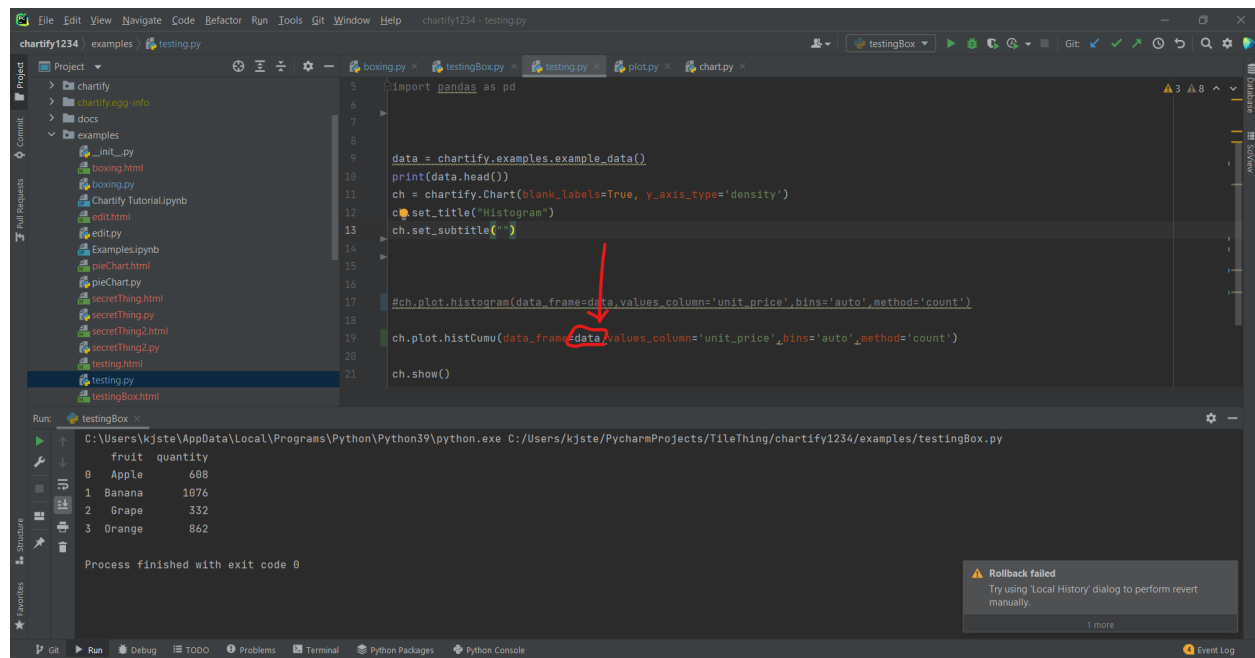 File Edit View Navigate Code Refactor Run Tools Git Window Help chartify1234 - testing.py
chartify1234 examples testing.py testingBox Git:
Project boxing.py testingBox.py testing.py plot.py chart.py
chartify
chartify.egg-info
docs
examples
__init__.py
boxing.html
boxing.py
Chartify Tutorial.ipynb
edit.html
edit.py
Examples.ipynb
pieChart.html
pieChart.py
secretThing.html
secretThing.py
secretThing2.html
secretThing2.py
testing.html
testing.py
testingBox.html
5 import pandas as pd
3 8
6
7
8
9 data = chartify.examples.example_data()
10 print(data.head())
11 ch = chartify.Chart(blank_labels=True, y_axis_type='density')
12 ch.set_title("Histogram")
13 ch.set_subtitle("")
14
15
16
17 #ch.plot.histogram(data_frame=data,values_column='unit_price',bins='auto',method='count')
18
19 ch.plot.histCumu(data_frame=data,values_column='unit_price',bins='auto',method='count')
20
21 ch.show()
Project
Commit
Pull Requests
Structure
Favorites
Database
SciView
Run: testingBox
C:\Users\kjste\AppData\Local\Programs\Python\Python39\python.exe C:/Users/kjste/PycharmProjects/TileThing/chartify1234/examples/testingBox.py
fruit quantity
0 Apple 608
1 Banana 1076
2 Grape 332
3 Orange 862
Process finished with exit code 0
Rollback failed
Try using 'Local History' dialog to perform revert
manually.
1 more
Git Run Debug TODO Problems Terminal Python Packages Python Console 4 Event Log